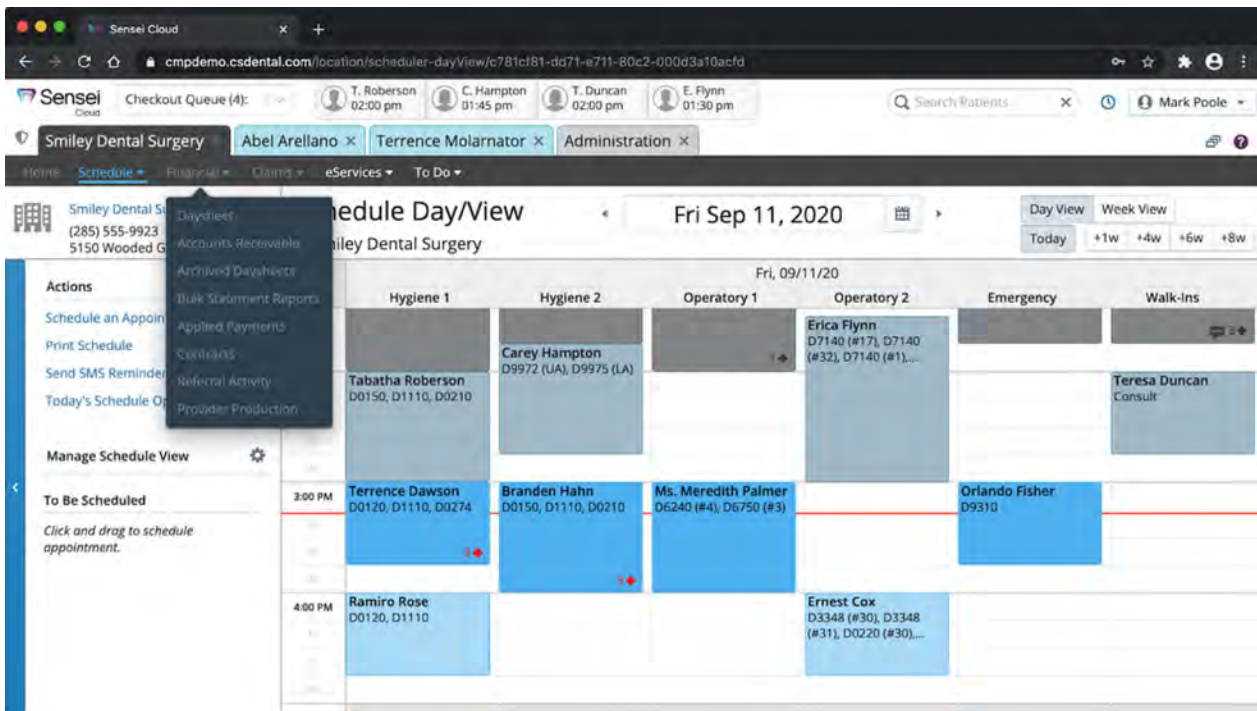 Sensei Cloud
cmpdemo.csdental.com/location/scheduler-dayView/c781cf81-dd71-e711-80c2-000d3a10acfd
Sensei
Cloud
Checkout Queue (4):
T. Roberson
02:00 pm
C. Hampton
01:45 pm
T. Duncan
02:00 pm
E. Flynn
01:30 pm
Search Patients
Mark Poole
Smiley Dental Surgery
Abel Arellano
Terrence Molarnator
Administration
Home Schedule Financial Claims eServices To Do
Smiley Dental Su
(285) 555-9923
5150 Wooded G
Daysheet
Accounts Receivable
Archived Daysheets
Bulk Statement Reports
Applied Payments
Contracts
Referral Activity
Provider Production
edule Day/View
Fri Sep 11, 2020
Day View Week View
iley Dental Surgery
Today +1w +4w +6w +8w
Actions
Schedule an Appoin
Print Schedule
Send SMS Reminder
Today's Schedule Op
Manage Schedule View
To Be Scheduled
Click and drag to schedule
appointment.
Fri, 09/11/20
Hygiene 1 Hygiene 2 Operatory 1 Operatory 2 Emergency Walk-Ins
Erica Flynn
D7140 (#17), D7140
(#32), D7140 (#1),...
Carey Hampton
D9972 (UA), D9975 (LA)
Tabatha Roberson
D0150, D1110, D0210
Teresa Duncan
Consult
3:00 PM
Terrence Dawson
D0120, D1110, D0274
Branden Hahn
D0150, D1110, D0210
Ms. Meredith Palmer
D6240 (#4), D6750 (#3)
Orlando Fisher
D9310
4:00 PM
Ramiro Rose
D0120, D1110
Ernest Cox
D3348 (#30), D3348
(#31), D0220 (#30),...